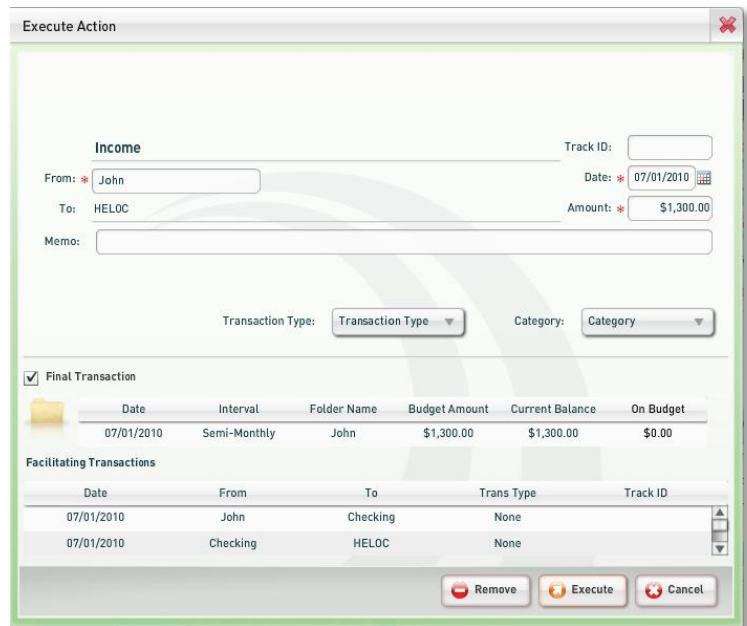 Execute Action
Income
Track ID:
From: * John
Date: * 07/01/2010
To: HELOC
Amount: * $1,300.00
Memo:
Transaction Type: Transaction Type
Category: Category
Final Transaction
Date Interval Folder Name Budget Amount Current Balance On Budget
07/01/2010 Semi-Monthly John $1,300.00 $1,300.00 $0.00
Facilitating Transactions
Date From To Trans Type Track ID
07/01/2010 John Checking None
07/01/2010 Checking HELOC None
Remove Execute Cancel